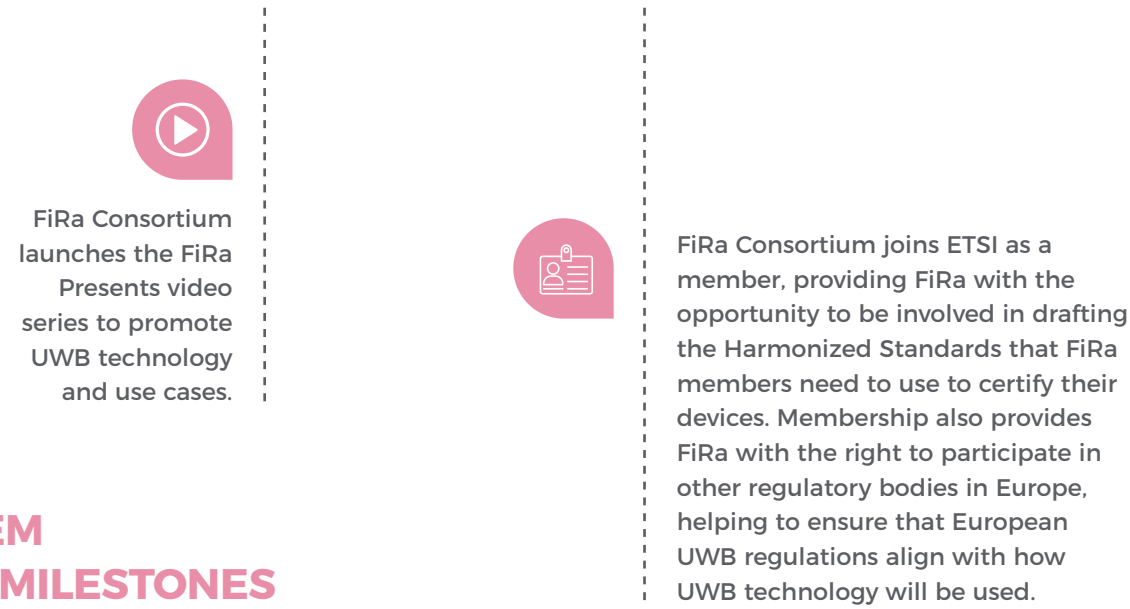 FiRa Consortium
launches the FiRa
Presents video
series to promote
UWB technology
and use cases.
FiRa Consortium joins ETSI as a
member, providing FiRa with the
opportunity to be involved in drafting
the Harmonized Standards that FiRa
members need to use to certify their
devices. Membership also provides
FiRa with the right to participate in
other regulatory bodies in Europe,
helping to ensure that European
UWB regulations align with how
UWB technology will be used.
EM
MILESTONES